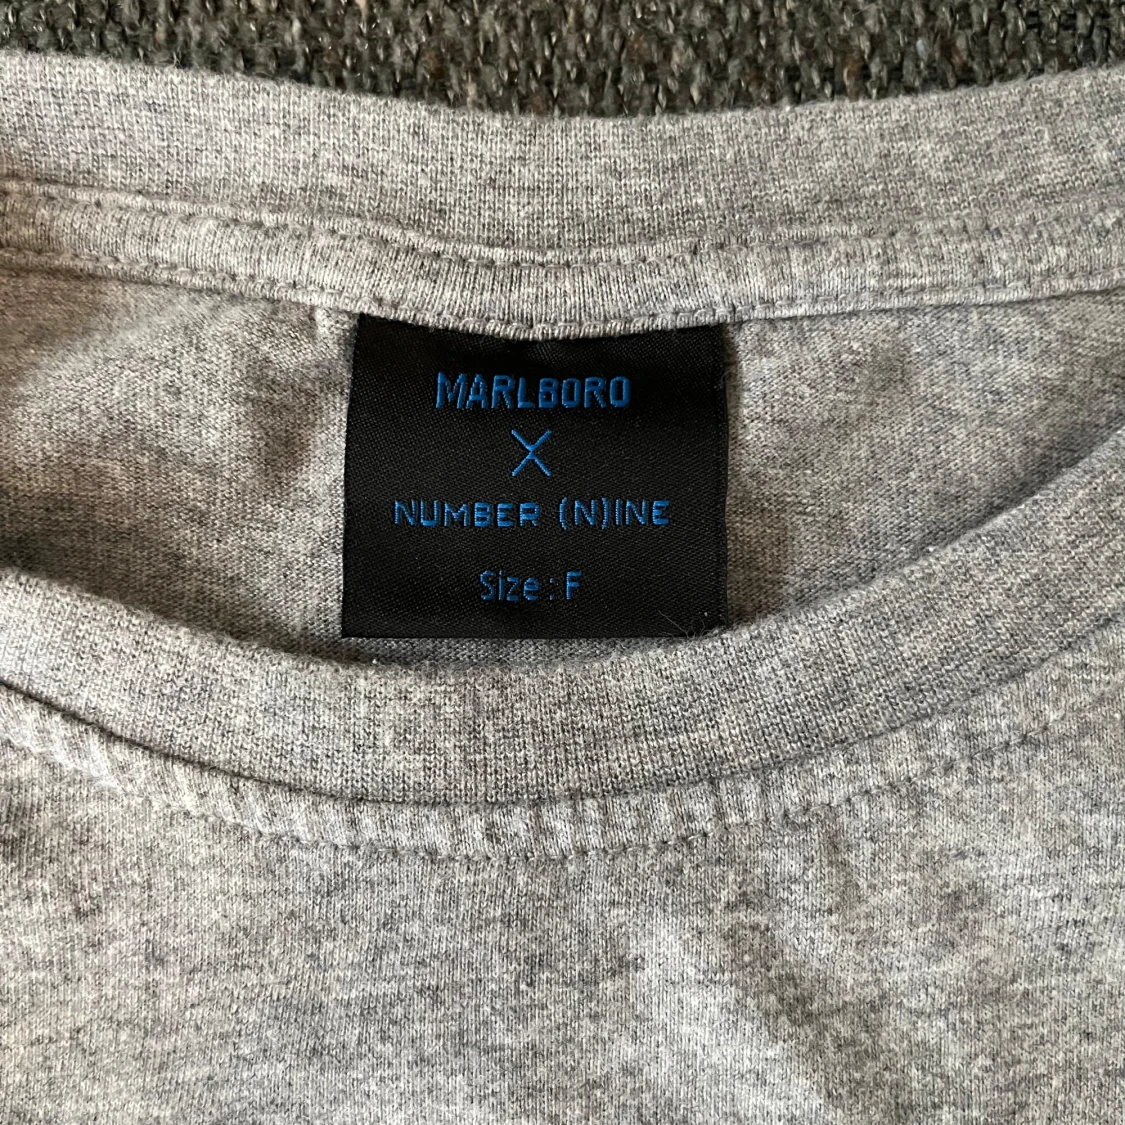 MARLBORO
X
NUMBER (N)INE
Size : F